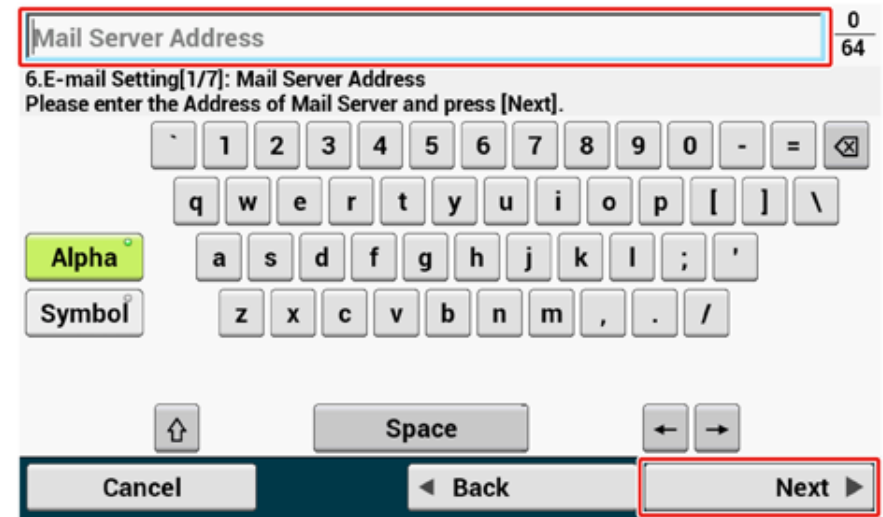 Mail Server Address
0
64
6.E-mail Setting[1/7]: Mail Server Address
Please enter the Address of Mail Server and press [Next].
` 1 2 3 4 5 6 7 8 9 0 - =
q w e r t y u i o p [ ] \
Alpha a s d f g h j k l ; '
Symbol z x c v b n m , . /
Space ← →
Cancel ◀ Back Next ▶